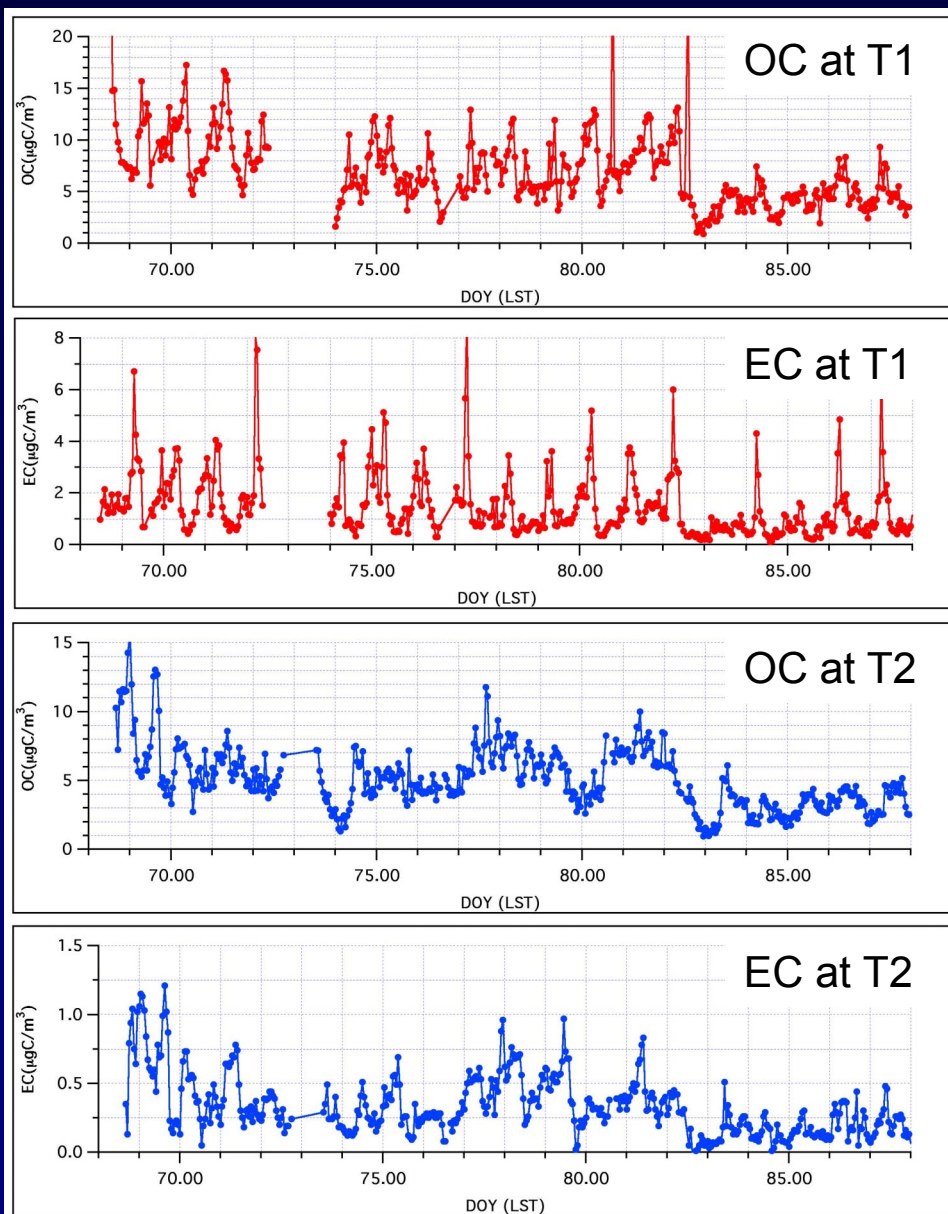 OC at T1
20
15
10
5
0
OC(µgC/m³)
70.00 75.00 80.00 85.00
DOY (LST)
EC at T1
8
6
4
2
0
EC(µgC/m³)
70.00 75.00 80.00 85.00
DOY (LST)
OC at T2
15
10
5
0
OC(µgC/m³)
70.00 75.00 80.00 85.00
DOY (LST)
EC at T2
1.5
1.0
0.5
0.0
EC(µgC/m³)
70.00 75.00 80.00 85.00
DOY (LST)